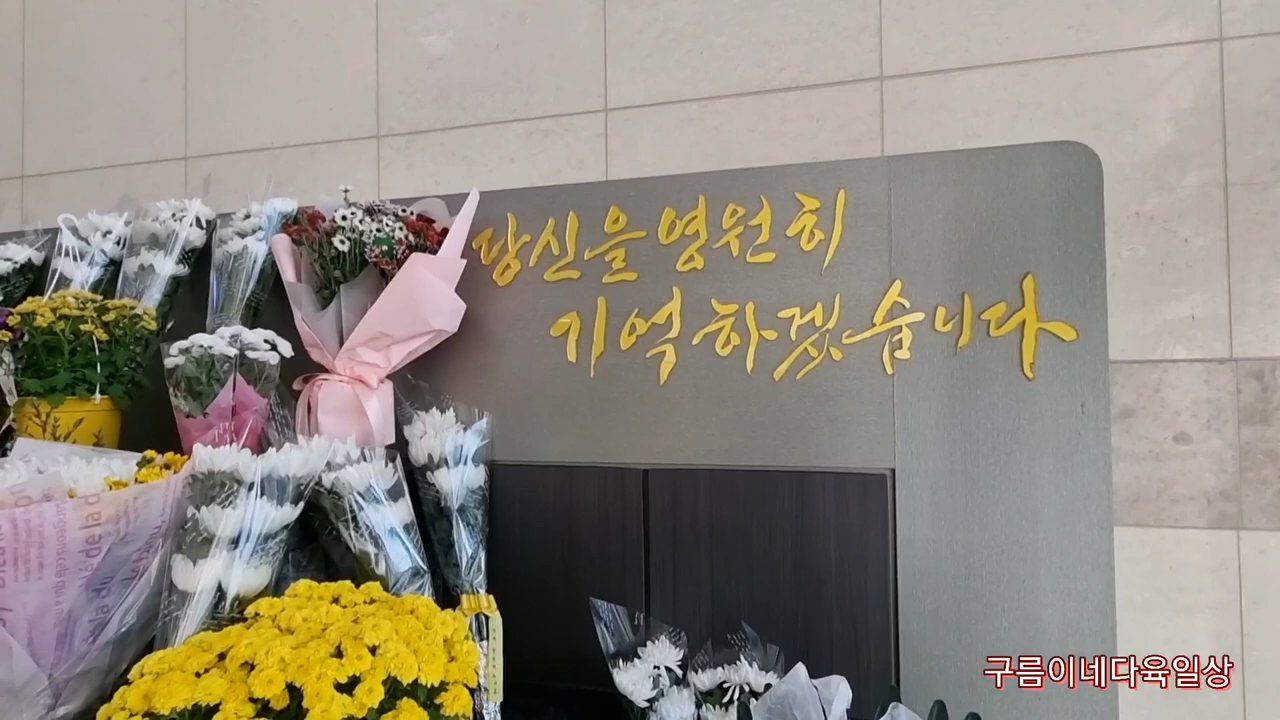 당신을 영원히
기억하겠습니다
구름이네다육일상